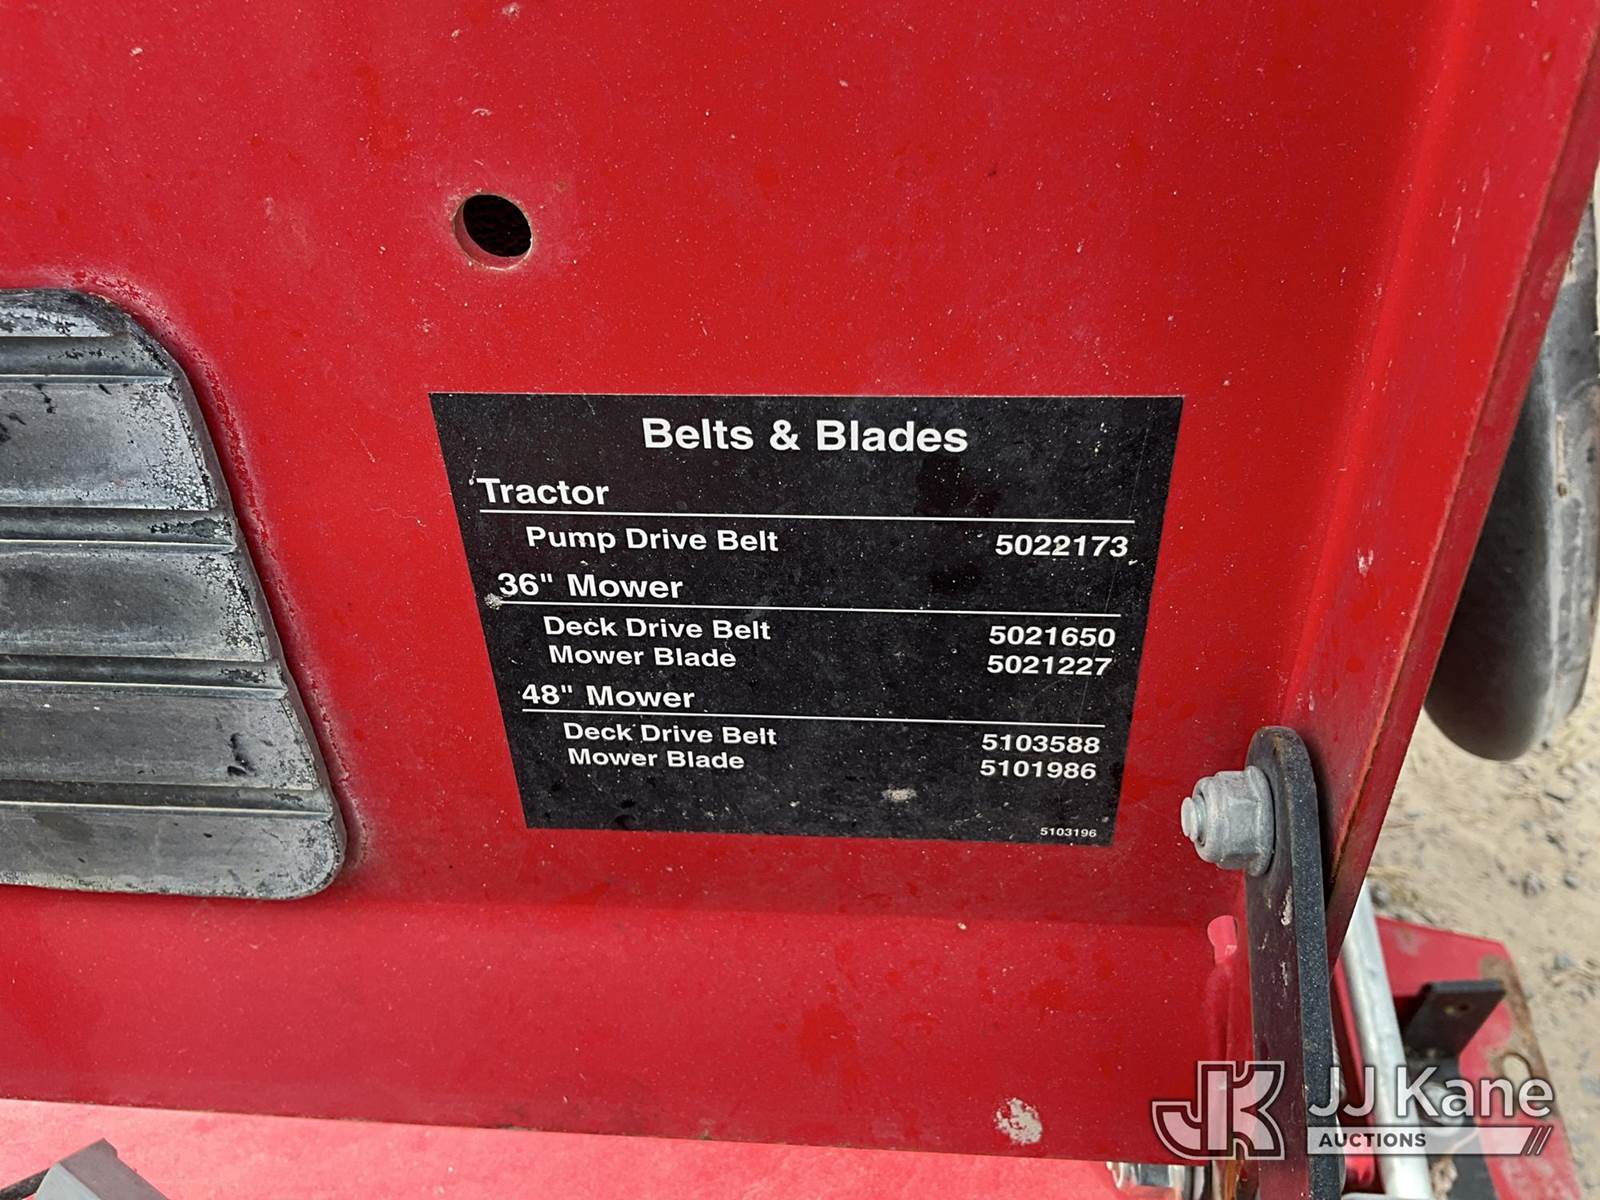 Belts & Blades
Tractor
Pump Drive Belt 5022173
36" Mower
Deck Drive Belt 5021650
Mower Blade 5021227
48" Mower
Deck Drive Belt 5103588
Mower Blade 5101986
5103196
JK JJ Kane
AUCTIONS